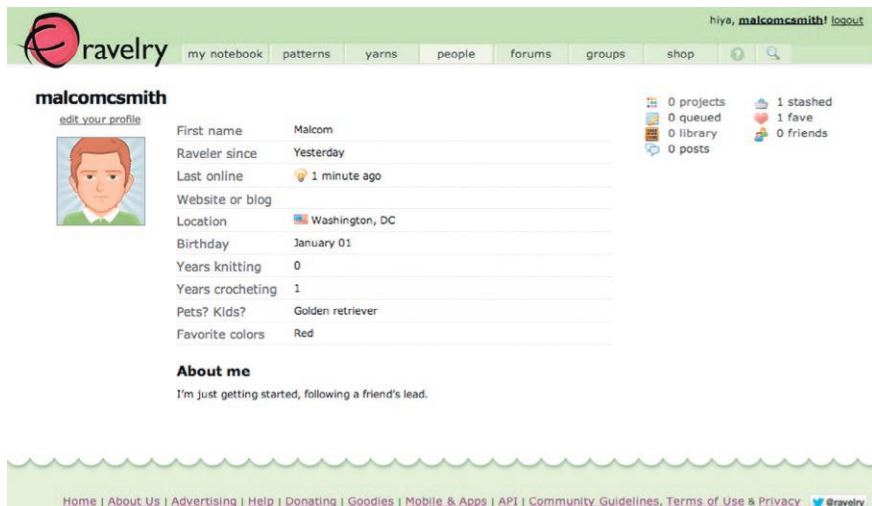 hiya, malcomcsmith! logout
ravelry
my notebook patterns yarns people forums groups shop
malcomcsmith
edit your profile
First name Malcom
Raveler since Yesterday
Last online 1 minute ago
Website or blog
Location Washington, DC
Birthday January 01
Years knitting 0
Years crocheting 1
Pets? Kids? Golden retriever
Favorite colors Red
0 projects 1 stashed
0 queued 1 fave
0 library 0 friends
0 posts
About me
I'm just getting started, following a friend's lead.
Home | About Us | Advertising | Help | Donating | Goodies | Mobile & Apps | API | Community Guidelines, Terms of Use & Privacy @ravelry